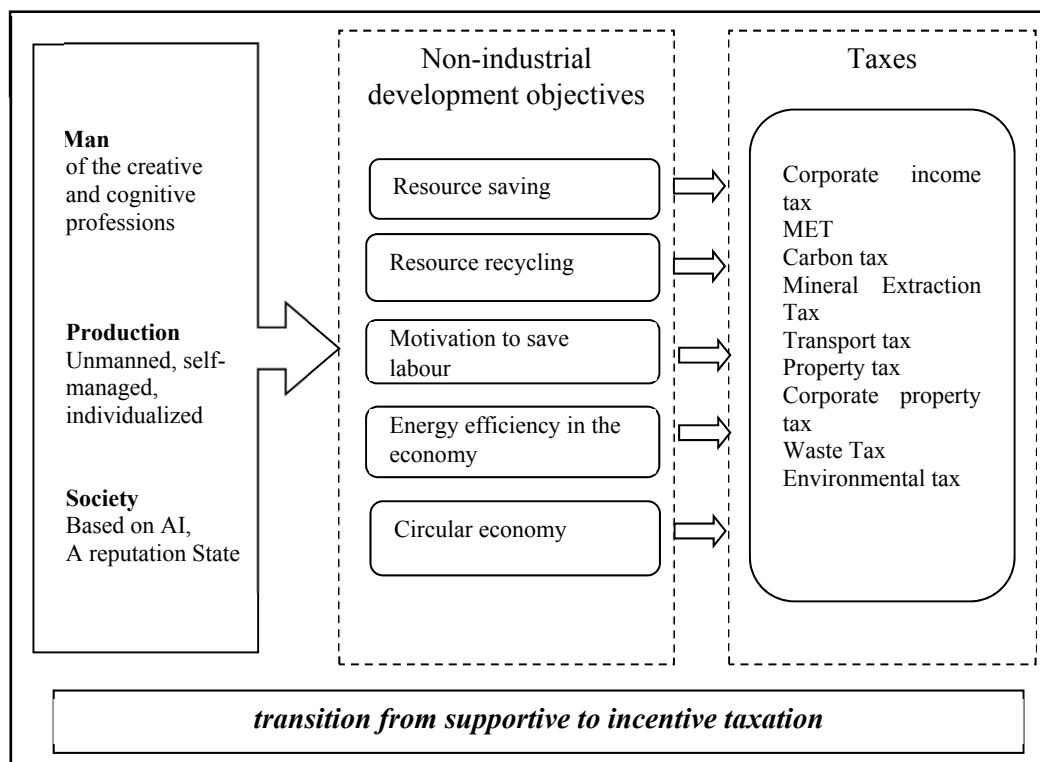 Man
of the creative
and cognitive
professions
Production
Unmanned, self-
managed,
individualized
Society
Based on AI,
A reputation State
Non-industrial
development objectives
Resource saving
Resource recycling
Motivation to save
labour
Energy efficiency in the
economy
Circular economy
Taxes
Corporate income
tax
MET
Carbon tax
Mineral Extraction
Tax
Transport tax
Property tax
Corporate property
tax
Waste Tax
Environmental tax
transition from supportive to incentive taxation